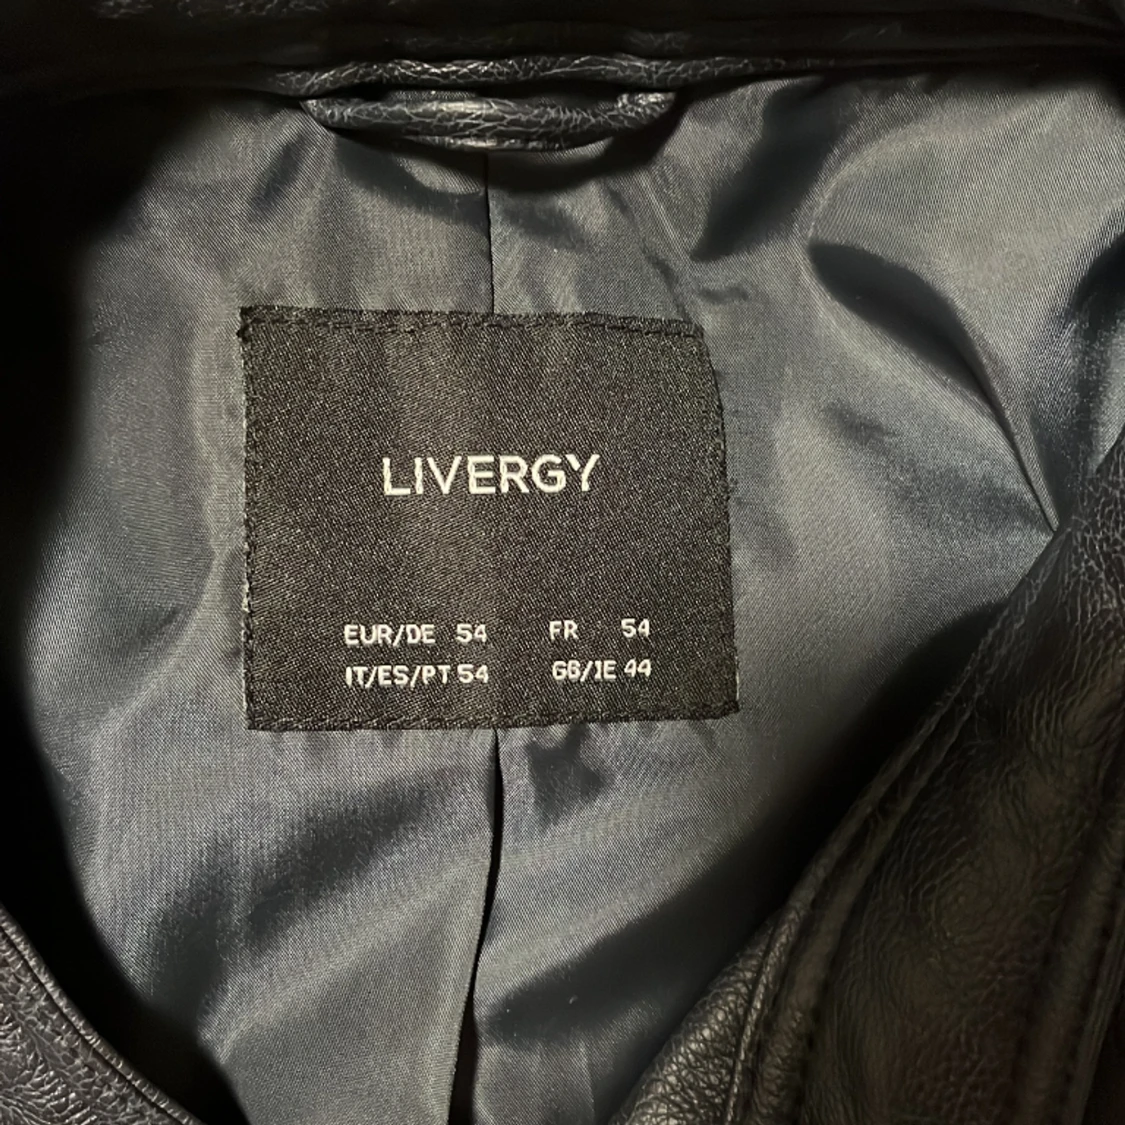 LIVERGY
EUR/DE 54 FR 54
IT/ES/PT 54 GB/IE 44